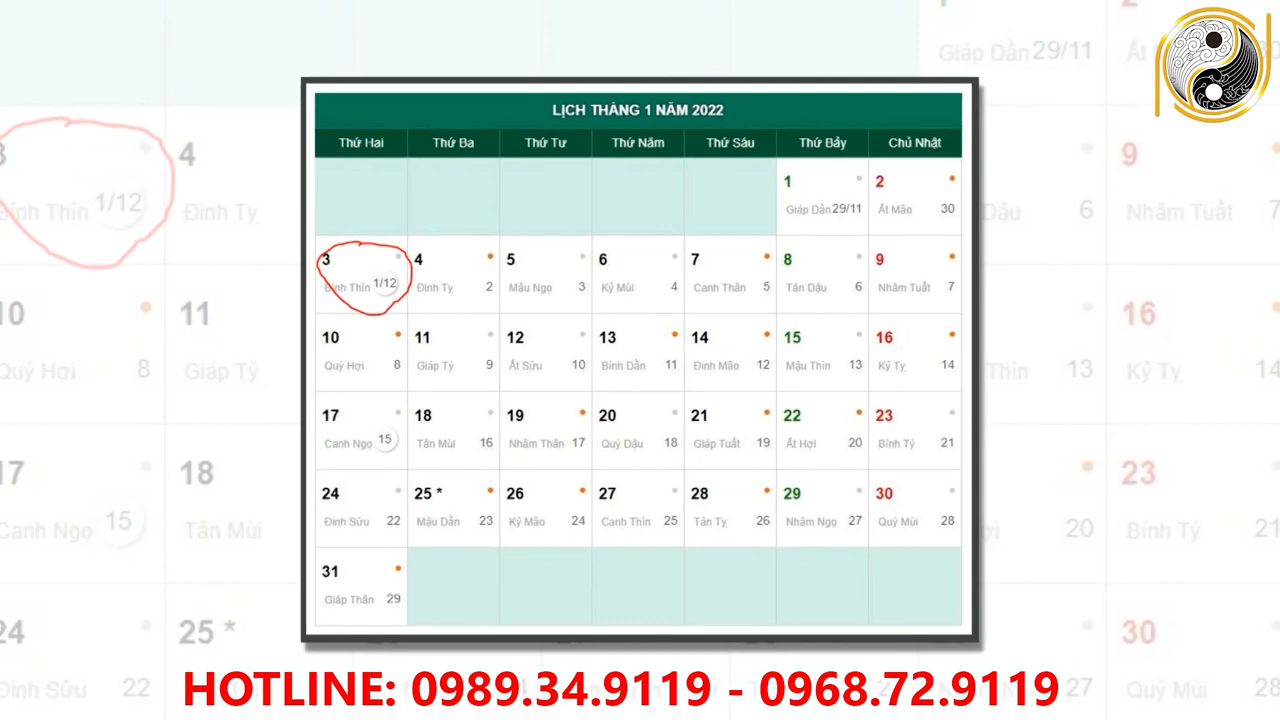 LỊCH THÁNG 1 NĂM 2022
Thứ Hai Thứ Ba Thứ Tư Thứ Năm Thứ Sáu Thứ Bảy Chủ Nhật
1 2
Giáp Dần 29/11 Ất Mão 30
3 4 5 6 7 8 9
Bính Thìn 1/12 Đinh Tỵ 2 Mậu Ngọ 3 Kỷ Mùi 4 Canh Thân 5 Tân Dậu 6 Nhâm Tuất 7
10 11 12 13 14 15 16
Quý Hợi 8 Giáp Tý 9 Ất Sửu 10 Bính Dần 11 Đinh Mão 12 Mậu Thìn 13 Kỷ Tỵ 14
17 18 19 20 21 22 23
Canh Ngọ 15 Tân Mùi 16 Nhâm Thân 17 Quý Dậu 18 Giáp Tuất 19 Ất Hợi 20 Bính Tý 21
24 25 * 26 27 28 29 30
Đinh Sửu 22 Mậu Dần 23 Kỷ Mão 24 Canh Thìn 25 Tân Tỵ 26 Nhâm Ngọ 27 Quý Mùi 28
31
Giáp Thân 29
HOTLINE: 0989.34.9119 - 0968.72.9119